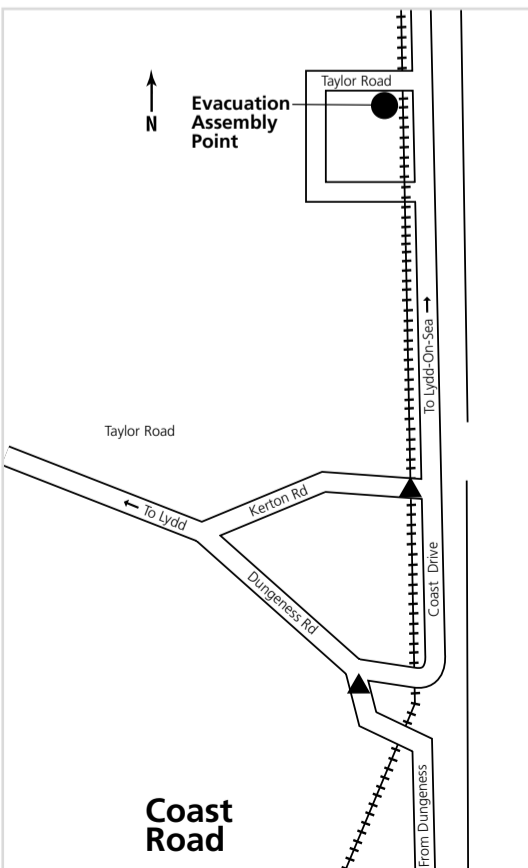 Taylor Road
N
Evacuation
Assembly
Point
To Lydd-On-Sea →
Taylor Road
← To Lydd
Kerton Rd
Dungeness Rd
Coast Drive
From Dungeness
Coast
Road